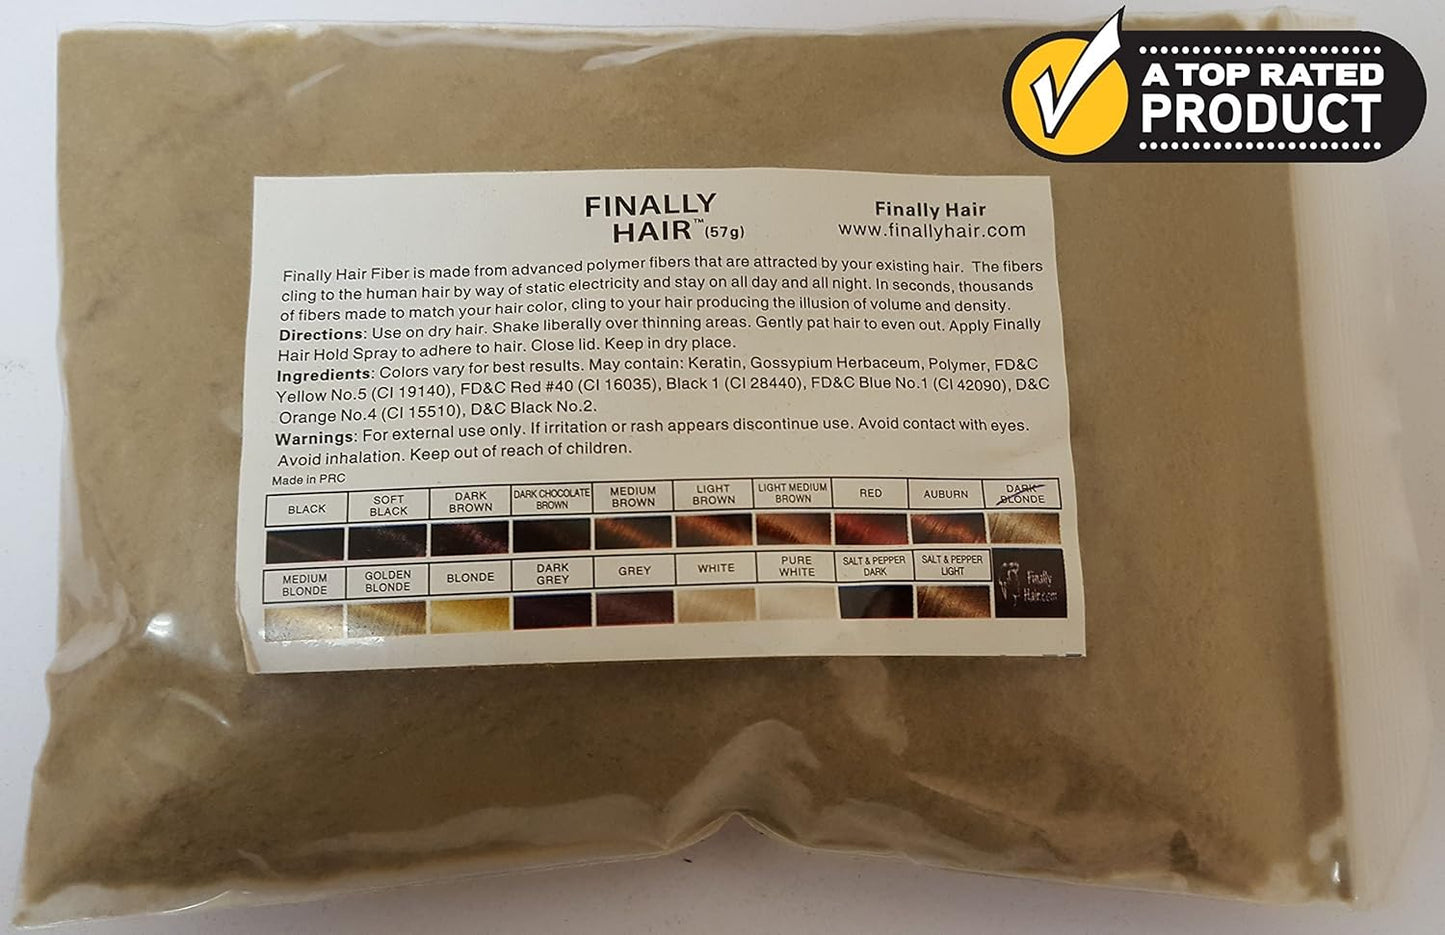 A TOP RATED
PRODUCT
FINALLY
HAIR™(57g)
Finally Hair
www.finallyhair.com
Finally Hair Fiber is made from advanced polymer fibers that are attracted by your existing hair. The fibers
cling to the human hair by way of static electricity and stay on all day and all night. In seconds, thousands
of fibers made to match your hair color, cling to your hair producing the illusion of volume and density.
Directions: Use on dry hair. Shake liberally over thinning areas. Gently pat hair to even out. Apply Finally
Hair Hold Spray to adhere to hair. Close lid. Keep in dry place.
Ingredients: Colors vary for best results. May contain: Keratin, Gossypium Herbaceum, Polymer, FD&C
Yellow No.5 (CI 19140), FD&C Red #40 (CI 16035), Black 1 (CI 28440), FD&C Blue No.1 (CI 42090), D&C
Orange No.4 (CI 15510), D&C Black No.2.
Warnings: For external use only. If irritation or rash appears discontinue use. Avoid contact with eyes.
Avoid inhalation. Keep out of reach of children.
Made in PRC
BLACK
SOFT
BLACK
DARK
BROWN
DARK CHOCOLATE
BROWN
MEDIUM
BROWN
LIGHT
BROWN
LIGHT MEDIUM
BROWN
RED
AUBURN
DARK
BLONDE
MEDIUM
BLONDE
GOLDEN
BLONDE
BLONDE
DARK
GREY
GREY
WHITE
PURE
WHITE
SALT & PEPPER
DARK
SALT & PEPPER
LIGHT
Finally
Hair.com